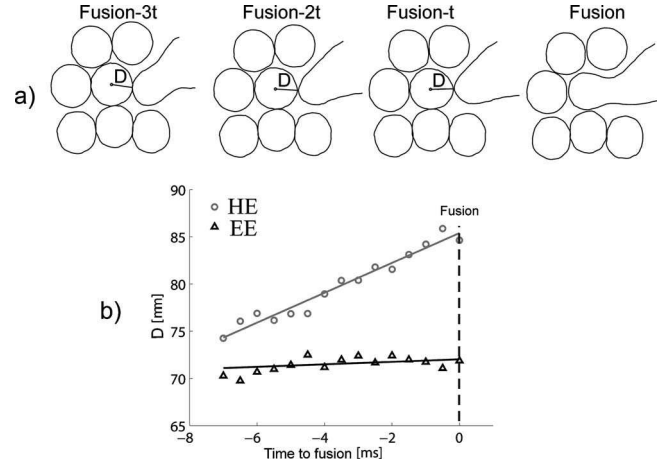 Fusion-3t Fusion-2t Fusion-t Fusion
a) D D D
b)
D [mm]
90
85
80
75
70
65
HE
EE
Fusion
−8 −6 −4 −2 0
Time to fusion [ms]